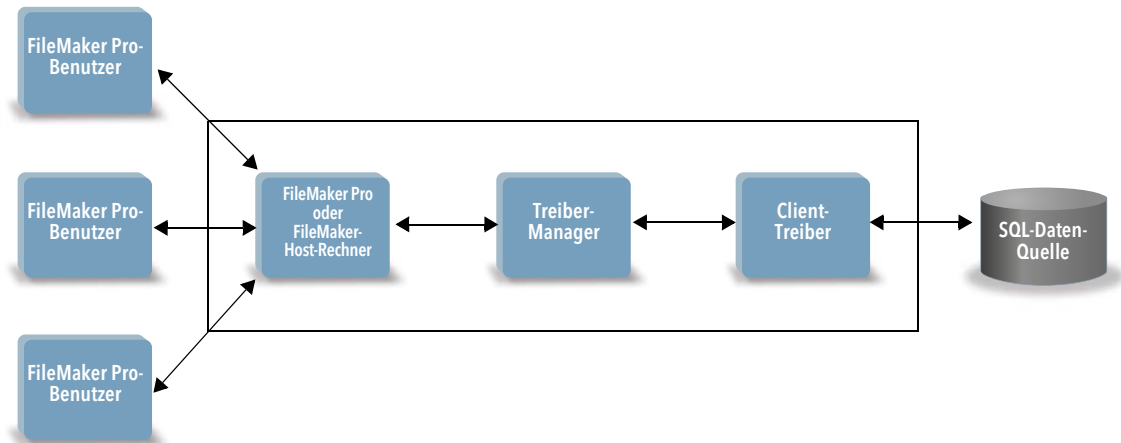 FileMaker Pro-
Benutzer
FileMaker Pro-
Benutzer
FileMaker Pro
oder
FileMaker-
Host-Rechner
Treiber-
Manager
Client-
Treiber
SQL-Daten-
Quelle
FileMaker Pro-
Benutzer